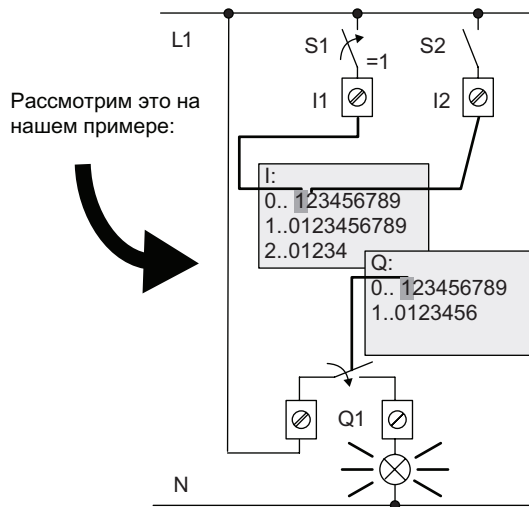 L1
S1
S2
=1
Рассмотрим это на
нашем примере:
I1
I2
I:
0.. 123456789
1..0123456789
2..01234
Q:
0.. 123456789
1..0123456
Q1
N